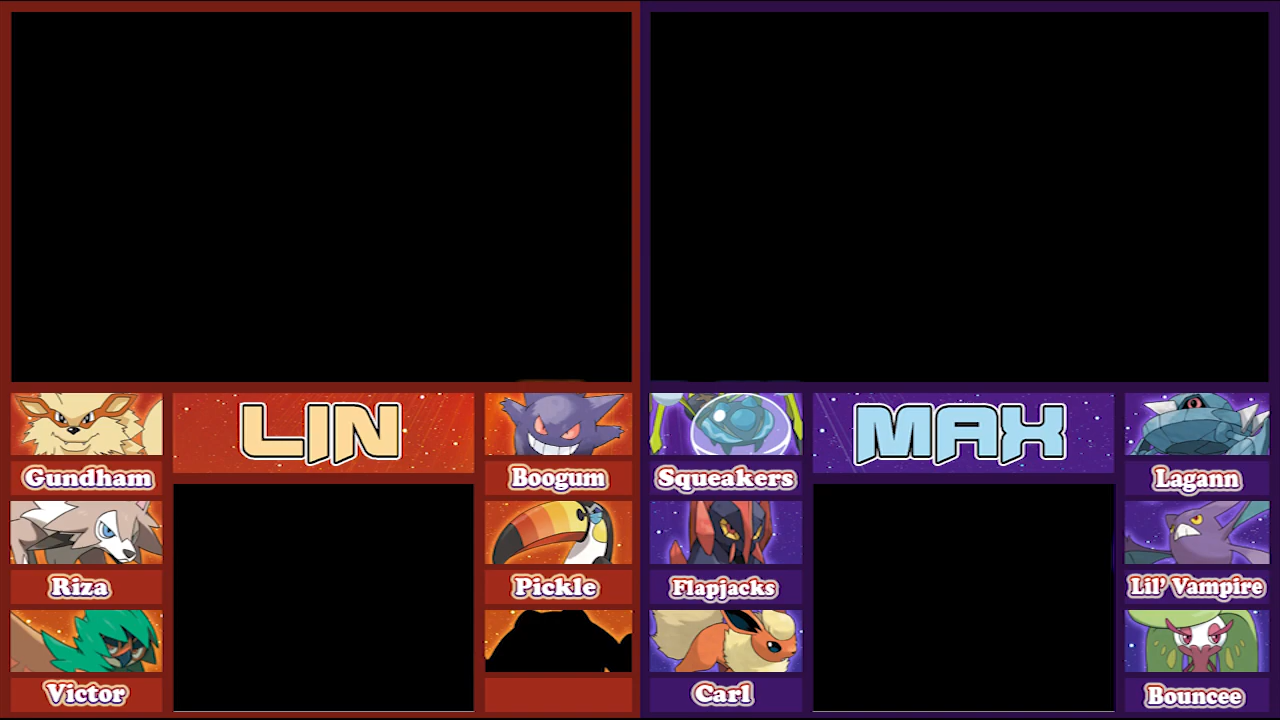 LIN
Gundham
Riza
Victor
Boogum
Pickle
MAX
Squeakers
Flapjacks
Carl
Lagann
Lil' Vampire
Bouncee